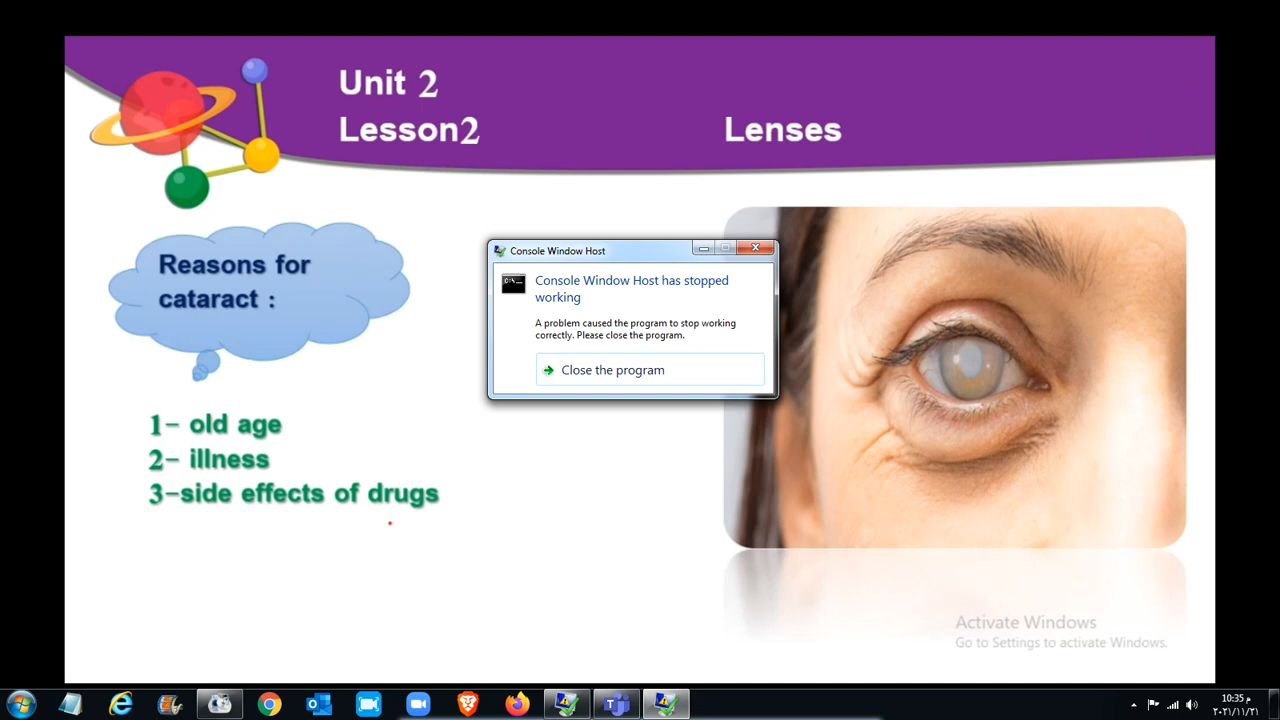 Unit 2
Lesson2
Lenses
Reasons for
cataract :
1- old age
2- illness
3-side effects of drugs
Console Window Host
C:\._
Console Window Host has stopped
working
A problem caused the program to stop working
correctly. Please close the program.
Close the program
Activate Windows
Go to Settings to activate Windows.
10:35 م
٢٠٢١/١١/٢١